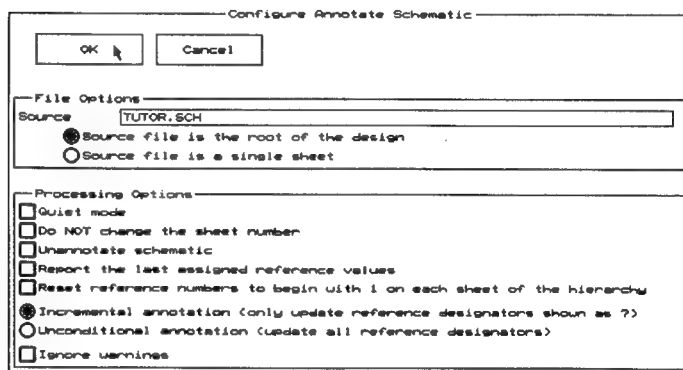 Configure Annotate Schematic
OK Cancel
File Options
Source TUTOR.SCH
Source file is the root of the design
Source file is a single sheet
Processing Options
Quiet mode
Do NOT change the sheet number
Unannotate schematic
Report the last assigned reference values
Reset reference numbers to begin with 1 on each sheet of the hierarchy
Incremental annotation (only update reference designators shown as ?)
Unconditional annotation (update all reference designators)
Ignore warnings